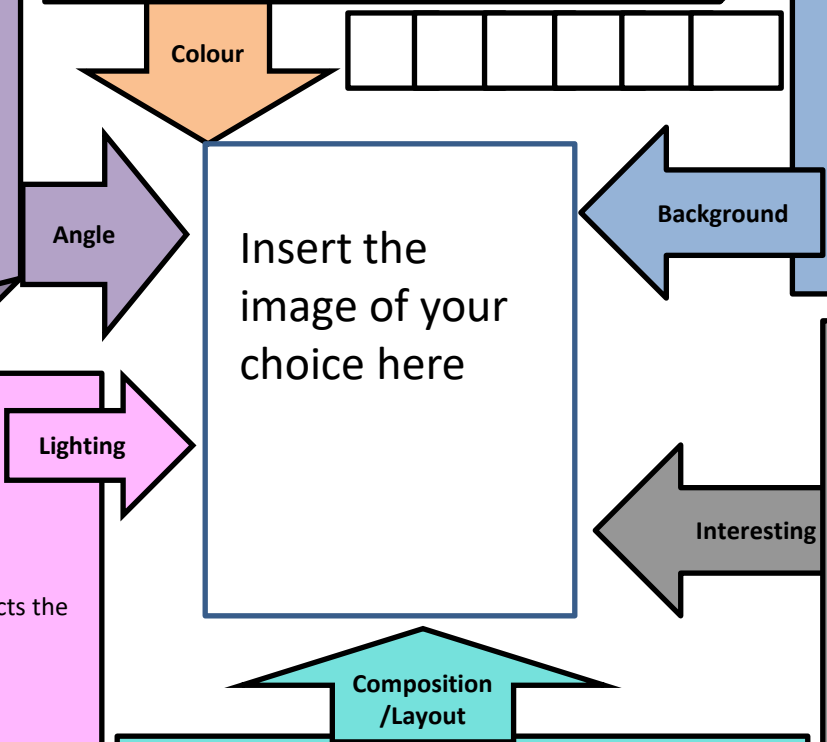 Colour
Background
Angle
Insert the
image of your
choice here
Lighting
Interesting
cts the
Composition
/Layout